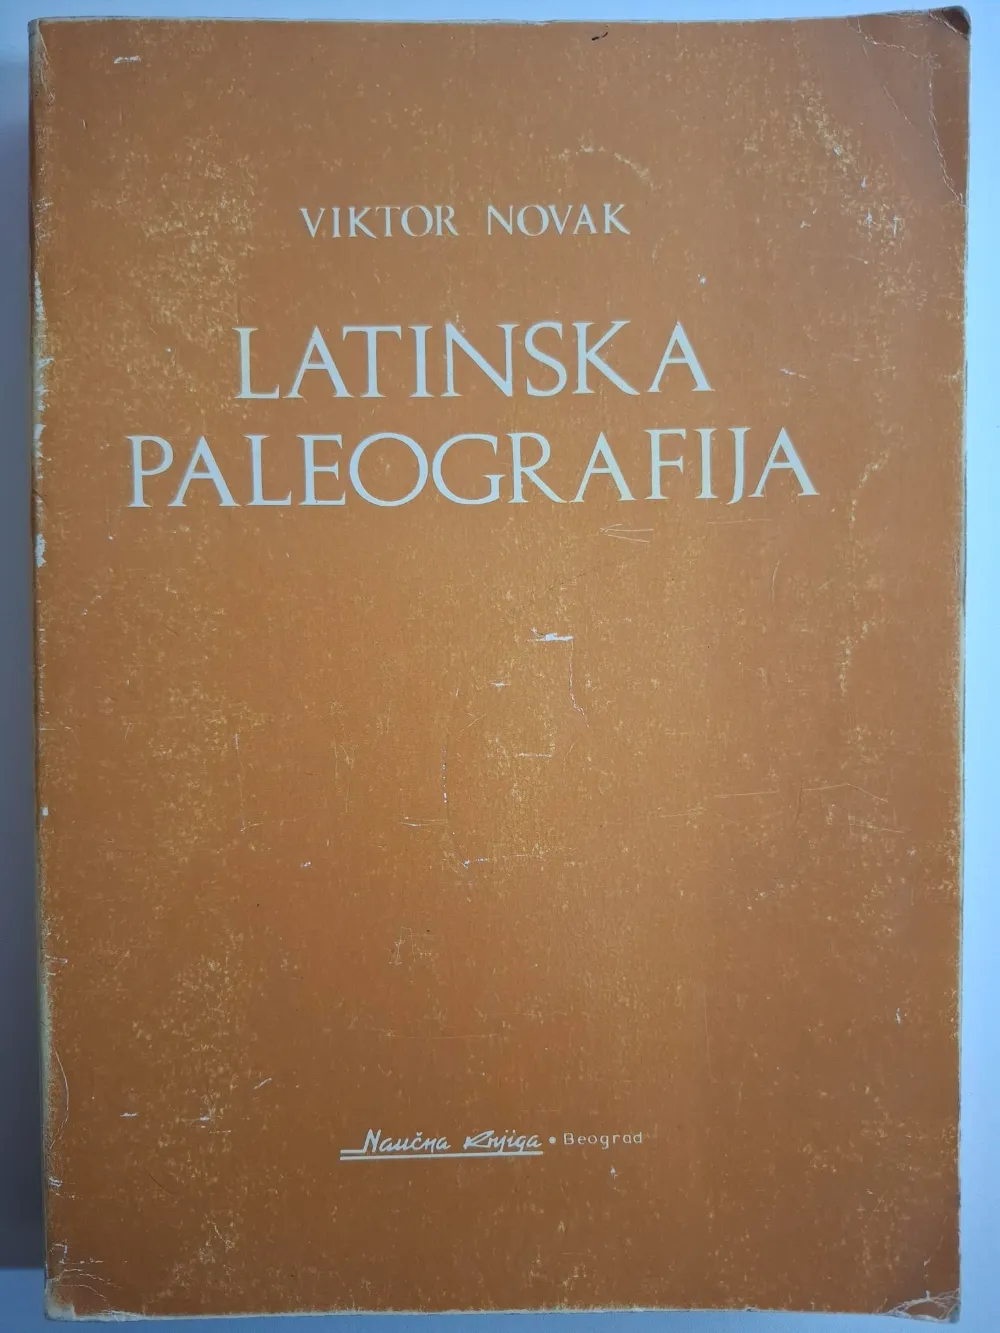 VIKTOR NOVAK
LATINSKA
PALEOGRAFIJA
Naučna Knjiga • Beograd